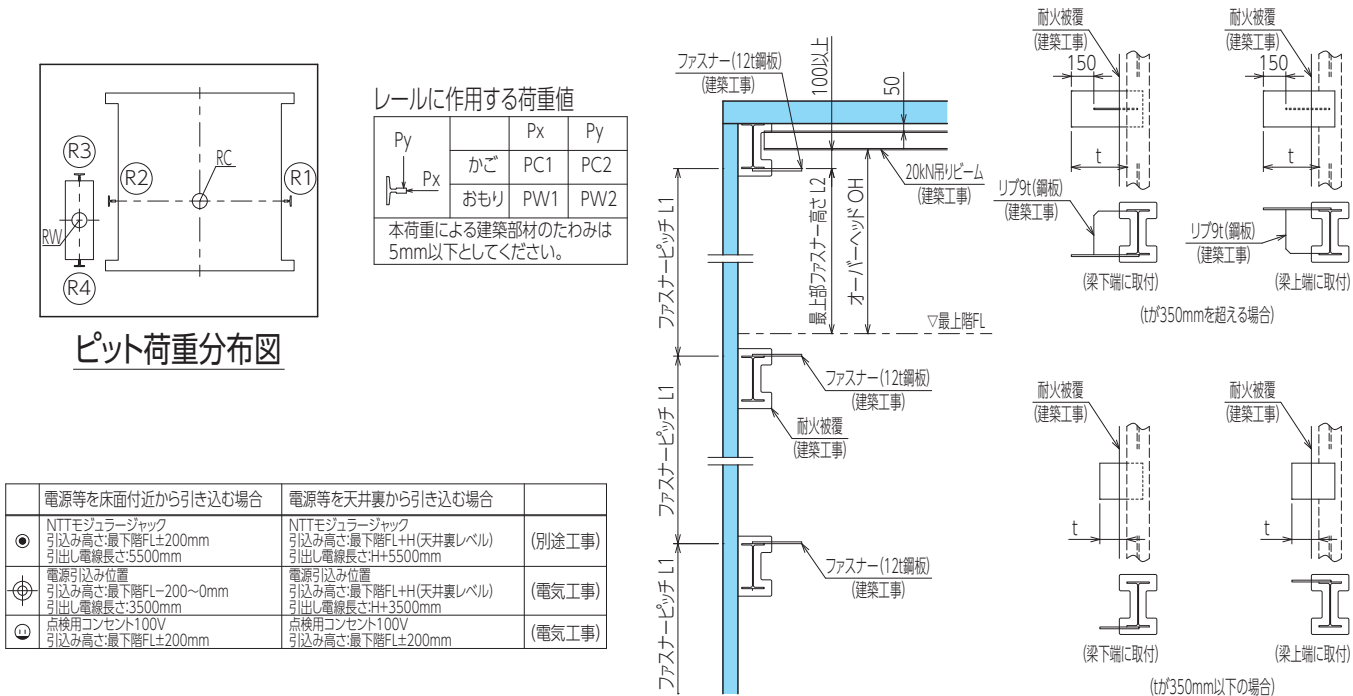 R3
R2
RC
R1
RW
R4
ピット荷重分布図
レールに作用する荷重値
Py
Px
Px
Py
かご
PC1
PC2
おもり
PW1
PW2
本荷重による建築部材のたわみは
5mm以下としてください。
電源等を床面付近から引き込む場合
電源等を天井裏から引き込む場合
NTTモジュラージャック
引込み高さ:最下階FL±200mm
引出し電線長さ:5500mm
NTTモジュラージャック
引込み高さ:最下階FL+H(天井裏レベル)
引出し電線長さ:H+5500mm
(別途工事)
電源引込み位置
引込み高さ:最下階FL−200~0mm
引出し電線長さ:3500mm
電源引込み位置
引込み高さ:最下階FL+H(天井裏レベル)
引出し電線長さ:H+3500mm
(電気工事)
点検用コンセント100V
引込み高さ:最下階FL±200mm
点検用コンセント100V
引込み高さ:最下階FL±200mm
(電気工事)
ファスナー(12t鋼板)
(建築工事)
100以上
50
20kN吊りビーム
(建築工事)
ファスナーピッチ L1
最上部ファスナー高さ L2
オーバーヘッド OH
▽最上階FL
ファスナー(12t鋼板)
(建築工事)
耐火被覆
(建築工事)
ファスナーピッチ L1
ファスナー(12t鋼板)
(建築工事)
ファスナーピッチ L1
耐火被覆
(建築工事)
150
t
リブ9t(鋼板)
(建築工事)
(梁下端に取付)
耐火被覆
(建築工事)
150
t
リブ9t(鋼板)
(建築工事)
(梁上端に取付)
(tが350mmを超える場合)
耐火被覆
(建築工事)
t
(梁下端に取付)
耐火被覆
(建築工事)
t
(梁上端に取付)
(tが350mm以下の場合)